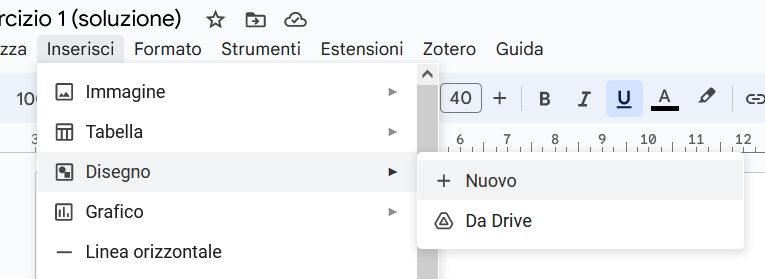 rcizio 1 (soluzione)
zza Inserisci Formato Strumenti Estensioni Zotero Guida
10 40 B I U A
Immagine
3 6 7 8 9 10 11 12
Tabella
Disegno
Nuovo
Grafico
Da Drive
Linea orizzontale